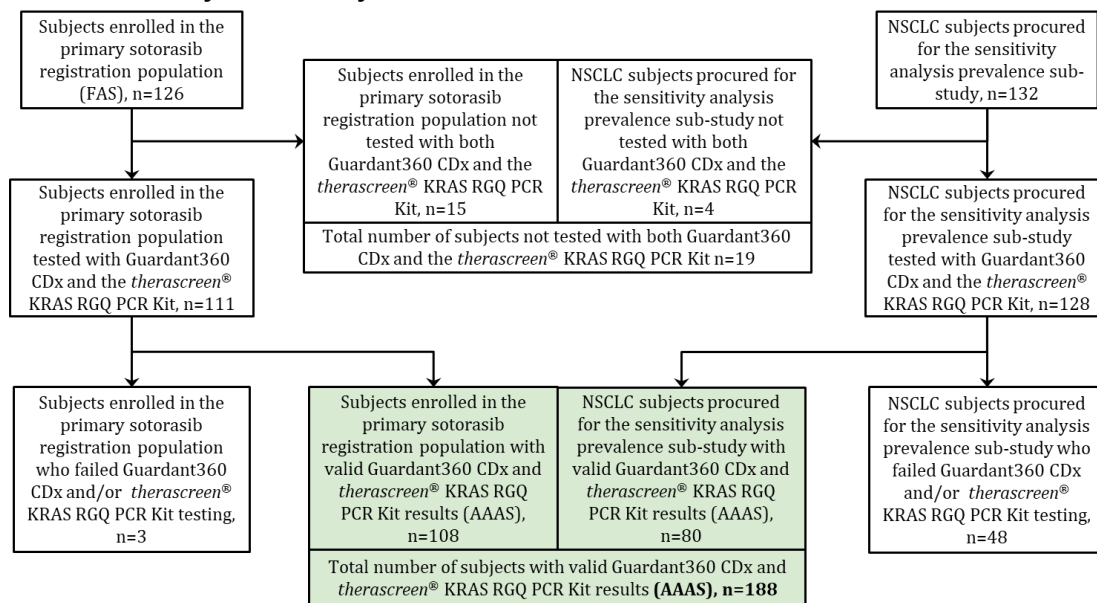 Subjects enrolled in the
primary sotorasib
registration population
(FAS), n=126
Subjects enrolled in the
primary sotorasib
registration population
not tested with both
Guardant360 CDx and the
therascreen® KRAS RGQ PCR
Kit, n=15
NSCLC subjects procured for
the sensitivity analysis
prevalence sub-study not
tested with both
Guardant360 CDx and the
therascreen® KRAS RGQ PCR
Kit, n=4
Total number of subjects not tested with both Guardant360
CDx and the therascreen® KRAS RGQ PCR Kit n=19
NSCLC subjects procured
for the sensitivity
analysis prevalence sub-
study, n=132
Subjects enrolled in the
primary sotorasib
registration population
tested with Guardant360
CDx and the therascreen®
KRAS RGQ PCR Kit, n=111
NSCLC subjects procured
for the sensitivity analysis
prevalence sub-study
tested with Guardant360
CDx and the therascreen®
KRAS RGQ PCR Kit, n=128
Subjects enrolled in the
primary sotorasib
registration population
who failed Guardant360
CDx and/or therascreen®
KRAS RGQ PCR Kit testing,
n=3
Subjects enrolled in the
primary sotorasib
registration population with
valid Guardant360 CDx and
therascreen® KRAS RGQ
PCR Kit results (AAAS),
n=108
NSCLC subjects procured
for the sensitivity analysis
prevalence sub-study with
valid Guardant360 CDx and
therascreen® KRAS RGQ
PCR Kit results (AAAS),
n=80
Total number of subjects with valid Guardant360 CDx and
therascreen® KRAS RGQ PCR Kit results (AAAS), n=188
NSCLC subjects procured
for the sensitivity analysis
prevalence sub-study who
failed Guardant360 CDx
and/or therascreen®
KRAS RGQ PCR Kit testing,
n=48